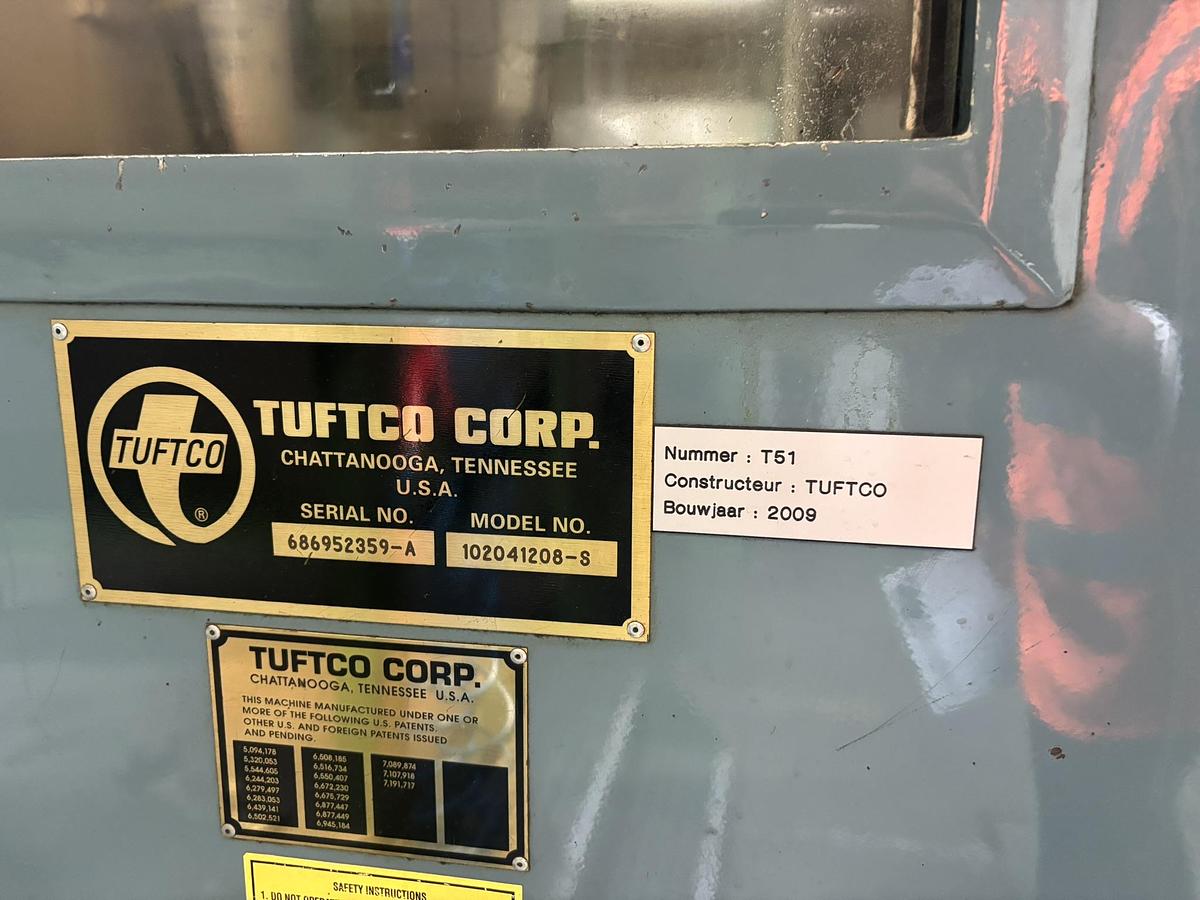 TUFTCO
®
TUFTCO CORP.
CHATTANOOGA, TENNESSEE
U.S.A.
SERIAL NO. MODEL NO.
686952359-A 102041208-S
Nummer : T51
Constructeur : TUFTCO
Bouwjaar : 2009
TUFTCO CORP.
CHATTANOOGA, TENNESSEE U.S.A.
THIS MACHINE MANUFACTURED UNDER ONE OR
MORE OF THE FOLLOWING U.S. PATENTS.
OTHER U.S. AND FOREIGN PATENTS ISSUED
AND PENDING.
5,094,178 6,508,185 7,089,874
5,320,053 6,516,734 7,107,918
5,544,605 6,550,407 7,191,717
6,244,203 6,672,230
6,279,497 6,675,729
6,283,053 6,877,447
6,439,141 6,877,449
6,502,521 6,945,184
SAFETY INSTRUCTIONS
1. DO NOT